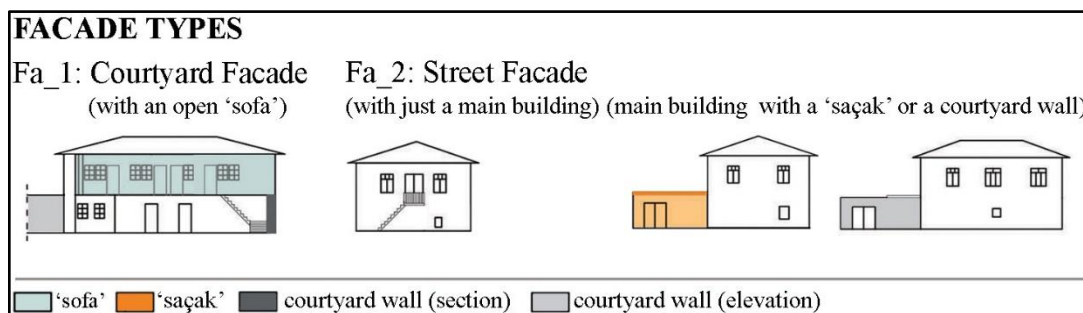 FACADE TYPES
Fa_1: Courtyard Facade
(with an open ‘sofa’)
Fa_2: Street Facade
(with just a main building) (main building with a ‘saçak’ or a courtyard wall)
‘sofa’ ‘saçak’ courtyard wall (section) courtyard wall (elevation)